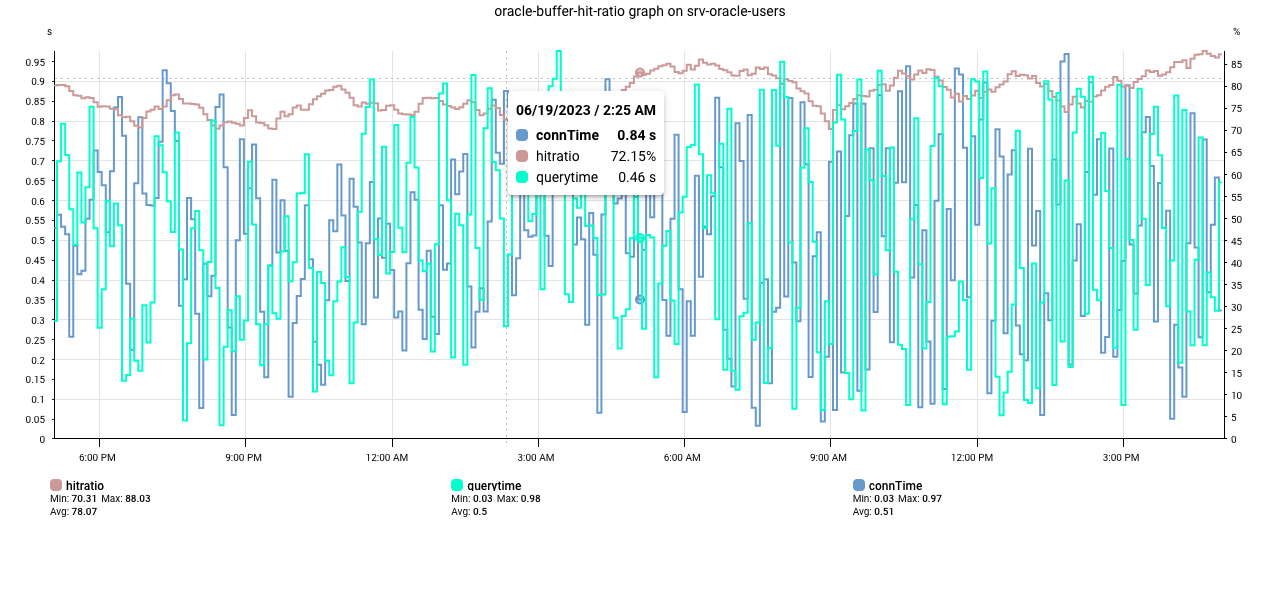 oracle-buffer-hit-ratio graph on srv-oracle-users
s
%
0.95
0.9
0.85
0.8
0.75
0.7
0.65
0.6
0.55
0.5
0.45
0.4
0.35
0.3
0.25
0.2
0.15
0.1
0.05
0
85
80
75
70
65
60
55
50
45
40
35
30
25
20
15
10
5
0
06/19/2023 / 2:25 AM
connTime 0.84 s
hitratio 72.15%
querytime 0.46 s
6:00 PM 9:00 PM 12:00 AM 3:00 AM 6:00 AM 9:00 AM 12:00 PM 3:00 PM
hitratio
Min: 70.31 Max: 88.03
Avg: 78.07
querytime
Min: 0.03 Max: 0.98
Avg: 0.5
connTime
Min: 0.03 Max: 0.97
Avg: 0.51